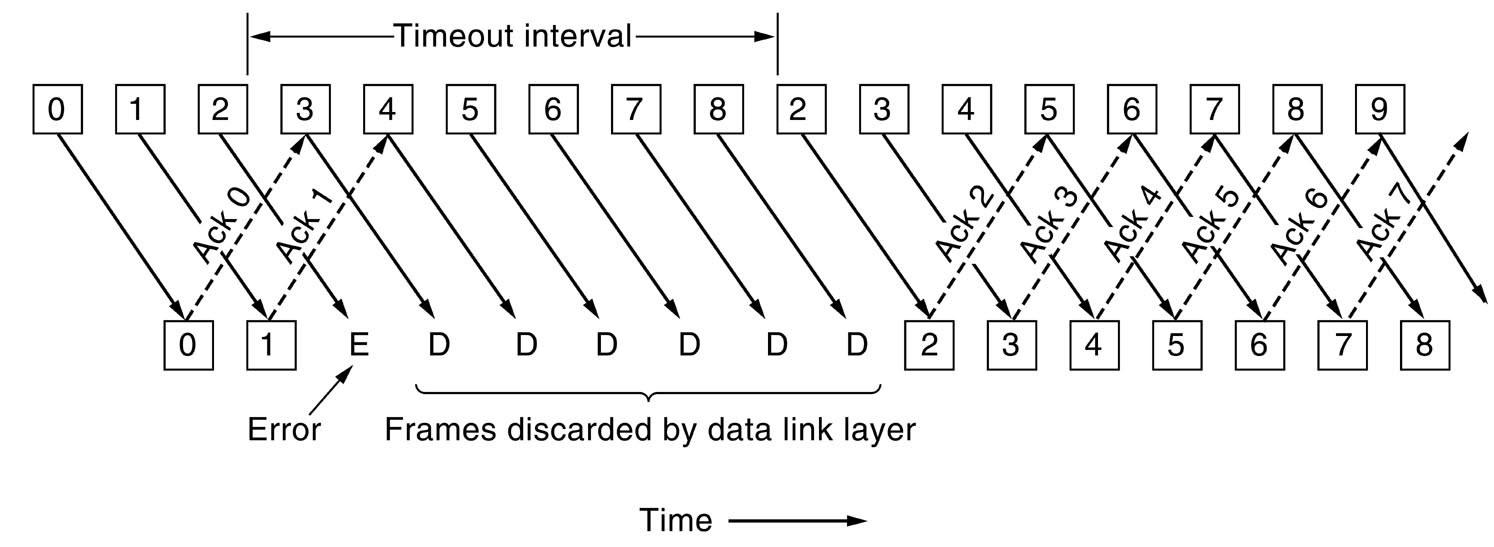 Timeout interval
0 1 2 3 4 5 6 7 8 2 3 4 5 6 7 8 9
Ack 0 Ack 1 Ack 2 Ack 3 Ack 4 Ack 5 Ack 6 Ack 7
0 1 E D D D D D D 2 3 4 5 6 7 8
Error Frames discarded by data link layer
Time